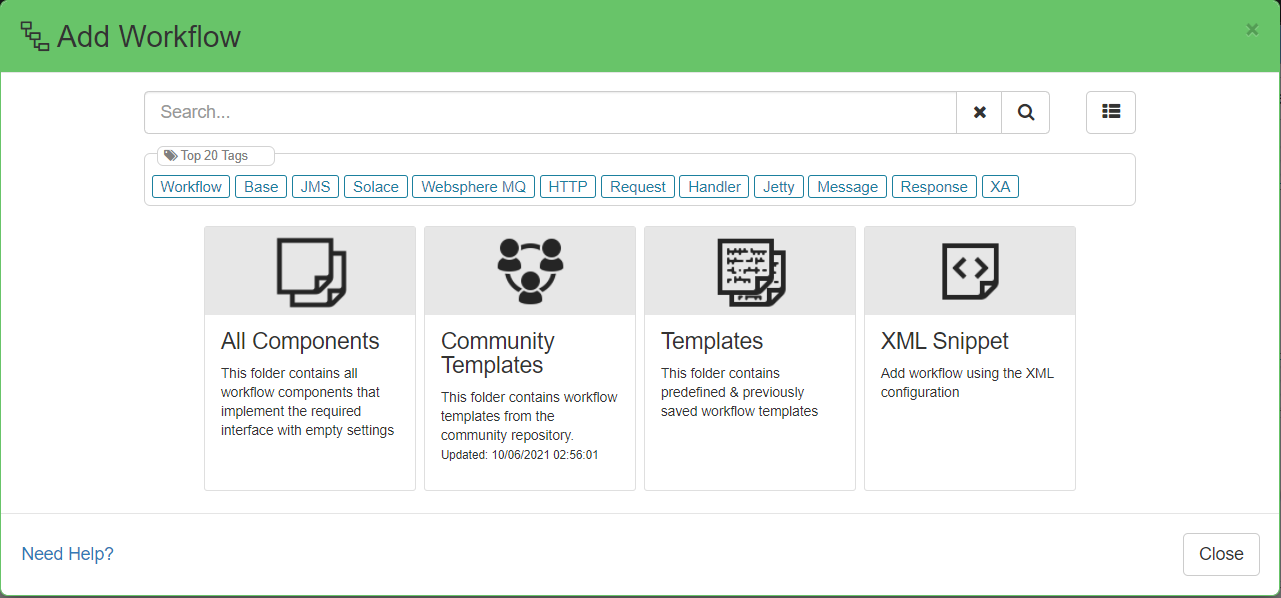 Add Workflow
×
Search...
Top 20 Tags
Workflow Base JMS Solace Websphere MQ HTTP Request Handler Jetty Message Response XA
All Components
This folder contains all
workflow components that
implement the required
interface with empty settings
Community
Templates
This folder contains workflow
templates from the
community repository.
Updated: 10/06/2021 02:56:01
Templates
This folder contains
predefined & previously
saved workflow templates
XML Snippet
Add workflow using the XML
configuration
Need Help?
Close